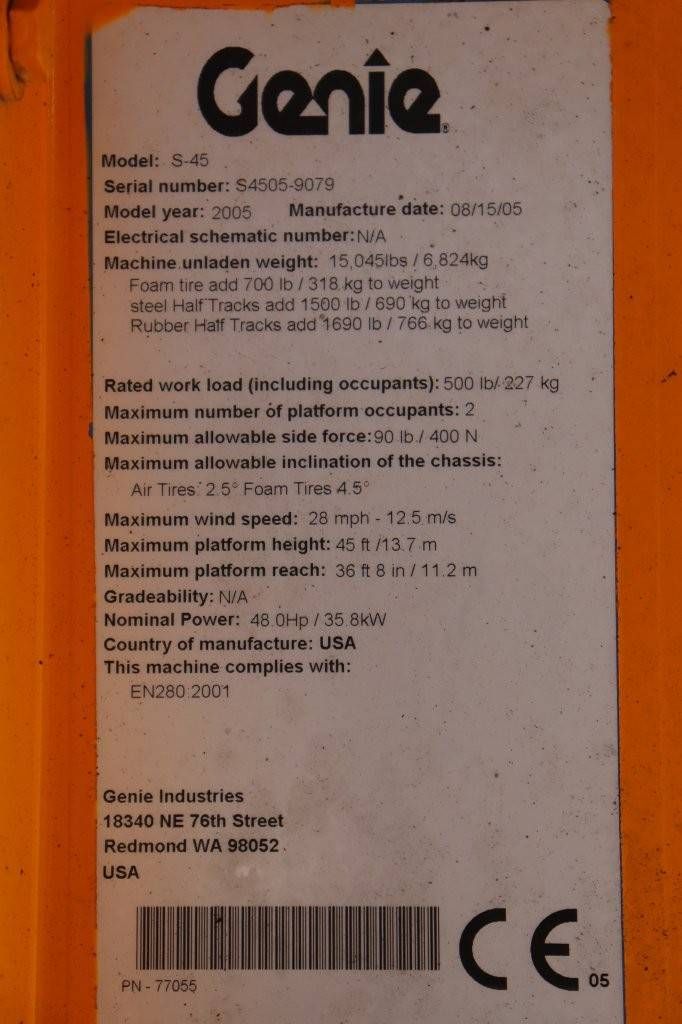 Genie®
Model: S-45
Serial number: S4505-9079
Model year: 2005 Manufacture date: 08/15/05
Electrical schematic number: N/A
Machine unladen weight: 15,045lbs / 6,824kg
Foam tire add 700 lb / 318 kg to weight
steel Half Tracks add 1500 lb / 690 kg to weight
Rubber Half Tracks add 1690 lb / 766 kg to weight
Rated work load (including occupants): 500 lb/ 227 kg
Maximum number of platform occupants: 2
Maximum allowable side force: 90 lb / 400 N
Maximum allowable inclination of the chassis:
Air Tires: 2.5° Foam Tires 4.5°
Maximum wind speed: 28 mph - 12.5 m/s
Maximum platform height: 45 ft /13.7 m
Maximum platform reach: 36 ft 8 in / 11.2 m
Gradeability: N/A
Nominal Power: 48.0Hp / 35.8kW
Country of manufacture: USA
This machine complies with:
EN280:2001
Genie Industries
18340 NE 76th Street
Redmond WA 98052
USA
PN - 77055
CE 05